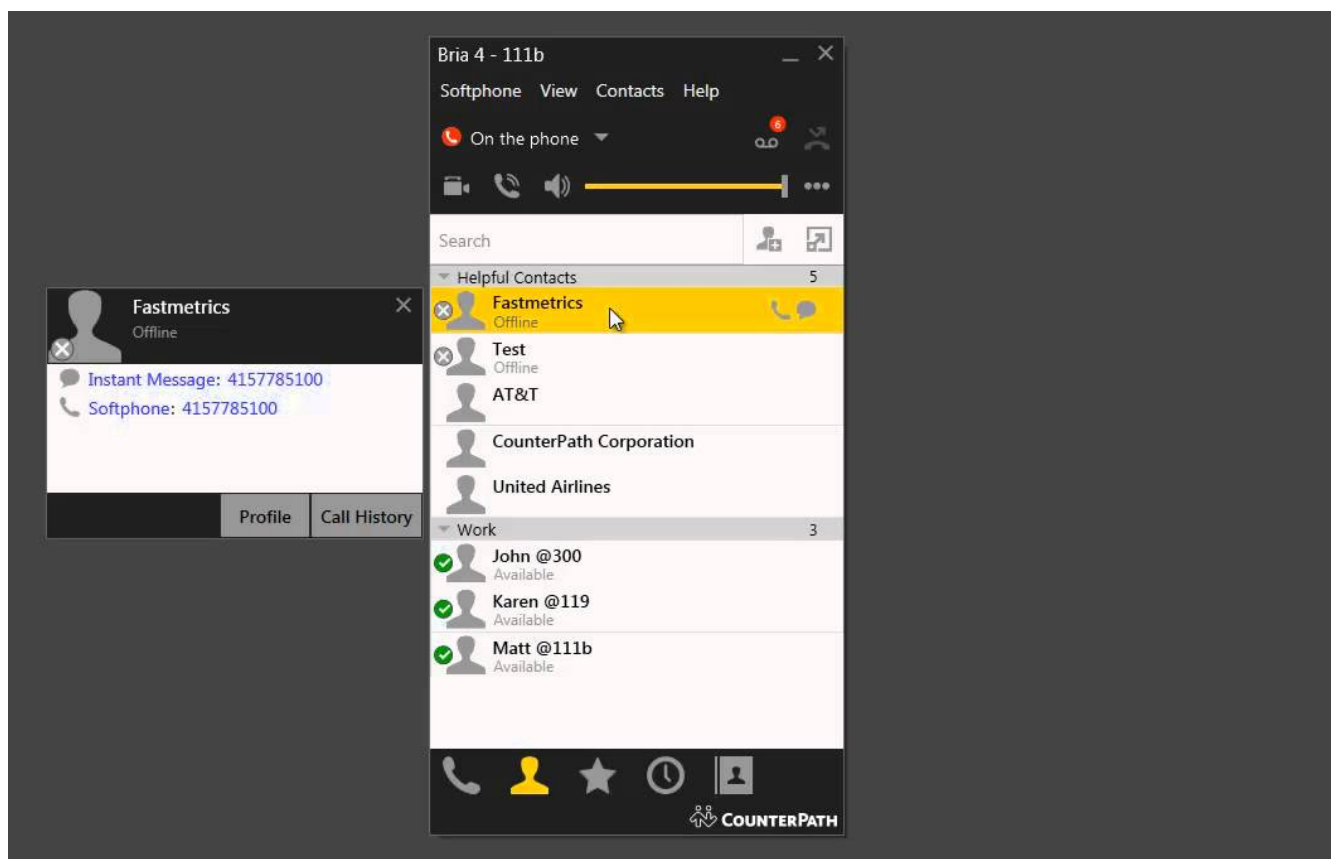 Bria 4 - 111b
Softphone View Contacts Help
On the phone
6
Search
Helpful Contacts 5
Fastmetrics
Offline
Test
Offline
AT&T
CounterPath Corporation
United Airlines
Work 3
John @300
Available
Karen @119
Available
Matt @111b
Available
COUNTERPATH
Fastmetrics
Offline
Instant Message: 4157785100
Softphone: 4157785100
Profile Call History